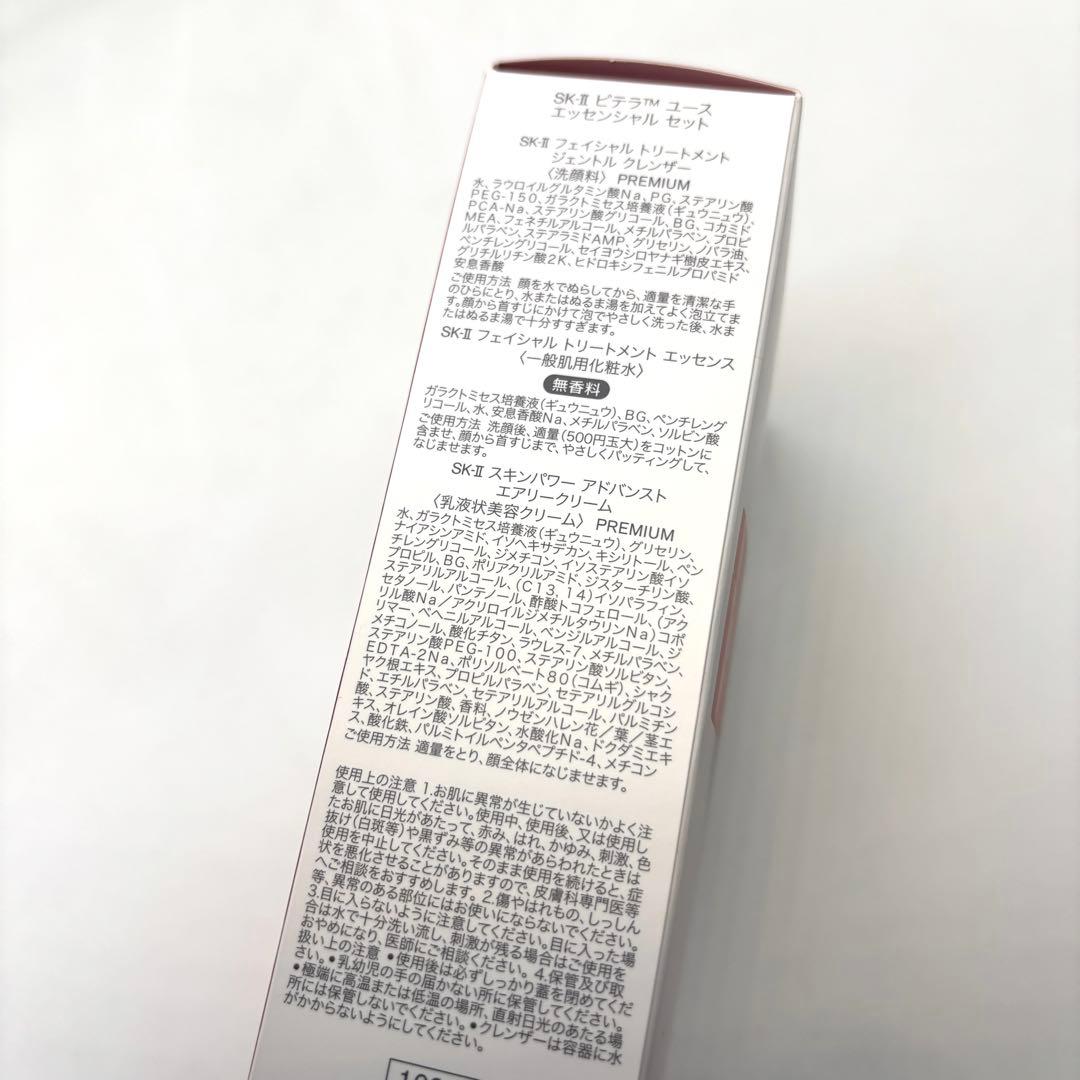 SK-II ピテラ™ ユース
エッセンシャル セット
SK-II フェイシャル トリートメント
ジェントル クレンザー
〈洗顔料〉 PREMIUM
水、ラウロイルグルタミン酸Na、PG、ステアリン酸
PEG-150、ガラクトミセス培養液(ギュウニュウ)、
PCA-Na、ステアリン酸グリコール、BG、コカミド
MEA、フェネチルアルコール、メチルパラベン、プロピ
ルパラベン、ステアラミドAMP、グリセリン、ノバラ油、
ペンチレングリコール、セイヨウシロヤナギ樹皮エキス、
グリチルリチン酸2K、ヒドロキシフェニルプロパミド
安息香酸
ご使用方法 顔を水でぬらしてから、適量を清潔な手
のひらにとり、水またはぬるま湯を加えてよく泡立てま
す。顔から首すじにかけて泡でやさしく洗った後、水ま
たはぬるま湯で十分すすぎます。
SK-II フェイシャル トリートメント エッセンス
〈一般肌用化粧水〉
無香料
ガラクトミセス培養液(ギュウニュウ)、BG、ペンチレング
リコール、水、安息香酸Na、メチルパラベン、ソルビン酸
ご使用方法 洗顔後、適量(500円玉大)をコットンに
含ませ、顔から首すじまで、やさしくパッティングして、
なじませます。
SK-II スキンパワー アドバンスト
エアリークリーム
〈乳液状美容クリーム〉 PREMIUM
水、ガラクトミセス培養液(ギュウニュウ)、グリセリン、
ナイアシンアミド、イソヘキサデカン、キシリトール、ペン
チレングリコール、ジメチコン、イソステアリン酸イソ
プロピル、BG、ポリアクリルアミド、ジスターチリン酸、
ステアリルアルコール、(C13, 14)イソパラフィン、
セタノール、パンテノール、酢酸トコフェロール、(アク
リル酸Na/アクリロイルジメチルタウリンNa)コポ
リマー、ベヘニルアルコール、ベンジルアルコール、ジ
メチコノール、酸化チタン、ラウレス-7、メチルパラベン、
ステアリン酸PEG-100、ステアリン酸ソルビタン、
EDTA-2Na、ポリソルベート80(コムギ)、シャク
ヤク根エキス、プロピルパラベン、セテアリルグルコシ
ド、エチルパラベン、セテアリルアルコール、パルミチン
酸、ステアリン酸、香料、ノウゼンハレン花/葉/茎エ
キス、オレイン酸ソルビタン、水酸化Na、ドクダミエキ
ス、酸化鉄、パルミトイルペンタペプチド-4、メチコン
ご使用方法 適量をとり、顔全体になじませます。
使用上の注意 1.お肌に異常が生じていないかよく注
意して使用してください。使用中、使用後、又は使用し
たお肌に日光があたって、赤み、はれ、かゆみ、刺激、色
抜け(白斑等)や黒ずみ等の異常があらわれたときは
使用を中止してください。そのまま使用を続けると、症
状を悪化させることがありますので、皮膚科専門医等
へご相談をおすすめします。2.傷やはれもの、しっしん
等、異常のある部位にはお使いにならないでください。
3.目に入らないように注意してください。目に入った場
合は水で十分洗い流し、刺激が残る場合はご使用を
おやめになり、医師にご相談ください。4.保管及び取
扱い上の注意 ●使用後は必ずしっかり蓋を閉めてくだ
さい。●乳幼児の手の届かない所に保管してください。
●極端に高温または低温の場所、直射日光のあたる場
所には保管しないでください。●クレンザーは容器に水
がかからないようにしてください。